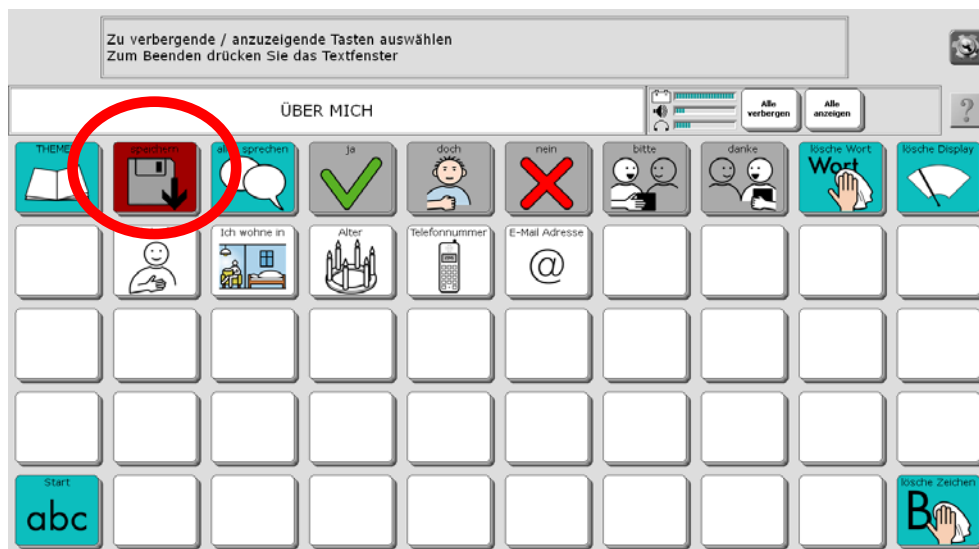 Zu verbergende / anzuzeigende Tasten auswählen
Zum Beenden drücken Sie das Textfenster
ÜBER MICH
Alle verbergen
Alle anzeigen
?
THEME
speichern
sprechen
ja
doch
nein
bitte
danke
lösche Wort
lösche Display
Wort
Ich wohne in
Alter
Telefonnummer
E-Mail Adresse
@
Start
abc
lösche Zeichen
B